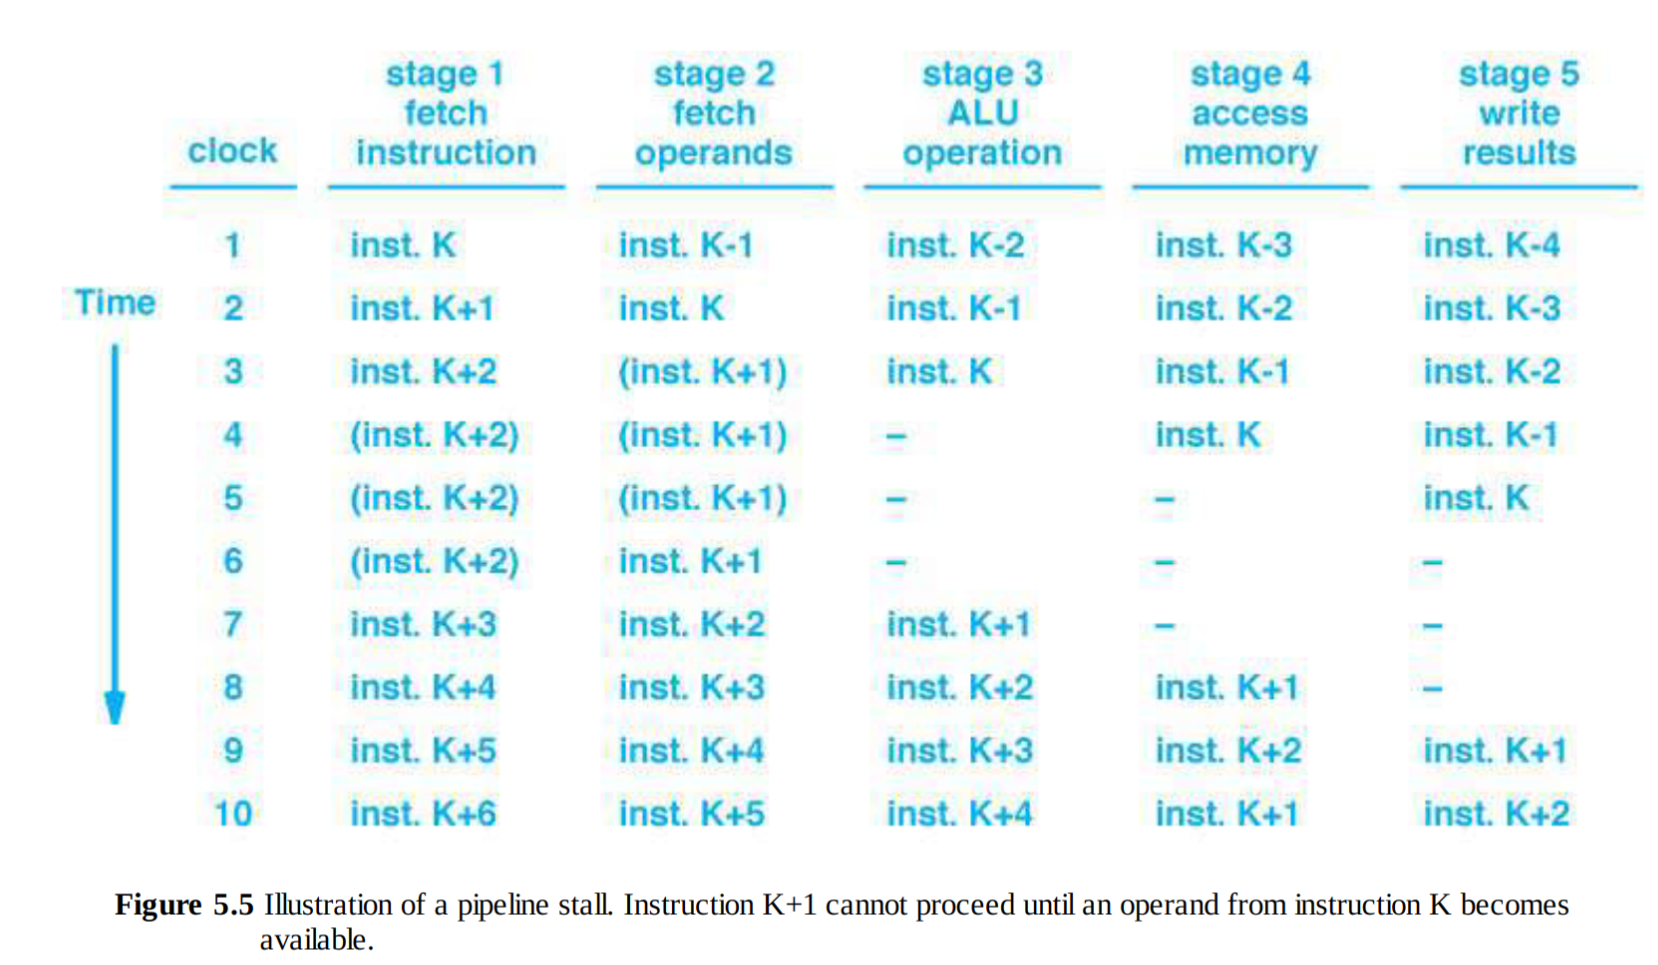 stage 1 stage 2 stage 3 stage 4 stage 5
fetch fetch ALU access write
clock instruction operands operation memory results
1 inst. K inst. K-1 inst. K-2 inst. K-3 inst. K-4
Time 2 inst. K+1 inst. K inst. K-1 inst. K-2 inst. K-3
3 inst. K+2 (inst. K+1) inst. K inst. K-1 inst. K-2
4 (inst. K+2) (inst. K+1) – inst. K inst. K-1
5 (inst. K+2) (inst. K+1) – – inst. K
6 (inst. K+2) inst. K+1 – – –
7 inst. K+3 inst. K+2 inst. K+1 – –
8 inst. K+4 inst. K+3 inst. K+2 inst. K+1 –
9 inst. K+5 inst. K+4 inst. K+3 inst. K+2 inst. K+1
10 inst. K+6 inst. K+5 inst. K+4 inst. K+1 inst. K+2
Figure 5.5 Illustration of a pipeline stall. Instruction K+1 cannot proceed until an operand from instruction K becomes
available.